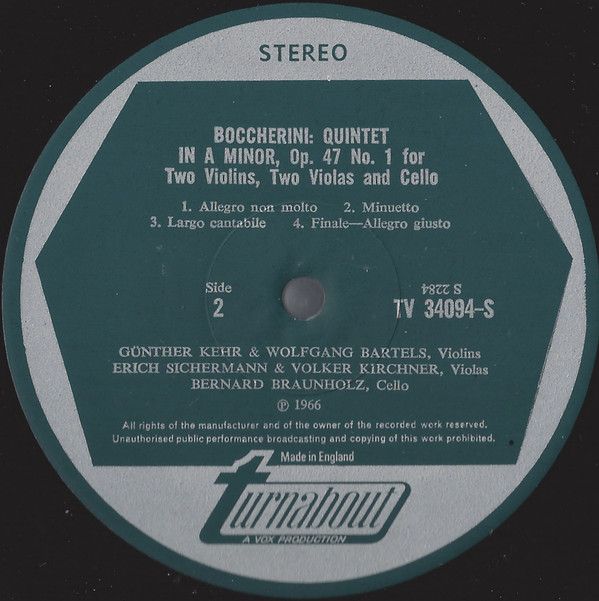 STEREO
BOCCHERINI: QUINTET
IN A MINOR, Op. 47 No. 1 for
Two Violins, Two Violas and Cello
1. Allegro non molto 2. Minuetto
3. Largo cantabile 4. Finale—Allegro giusto
Side
2
S 2284
TV 34094-S
GÜNTHER KEHR & WOLFGANG BARTELS, Violins
ERICH SICHERMANN & VOLKER KIRCHNER, Violas
BERNARD BRAUNHOLZ, Cello
℗ 1966
All rights of the manufacturer and of the owner of the recorded work reserved.
Unauthorised public performance broadcasting and copying of this work prohibited.
Made in England
turnabout
A VOX PRODUCTION